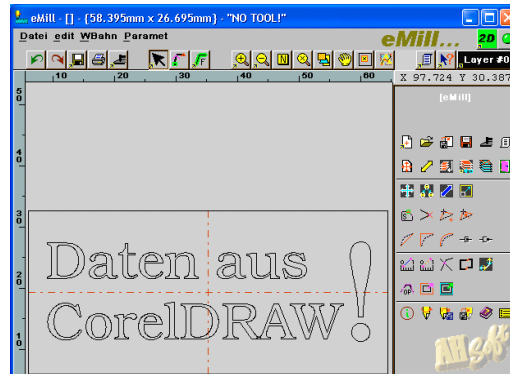 eMill - [] - {58.395mm x 26.695mm} - "NO TOOL!"
Datei edit WBahn Paramet
eMill... 2D
Layer #0
10 20 30 40 50 60 X 97.724 Y 30.387
50
[eMill]
40
30
Daten aus !
20
CorelDRAW
10
AHSoft